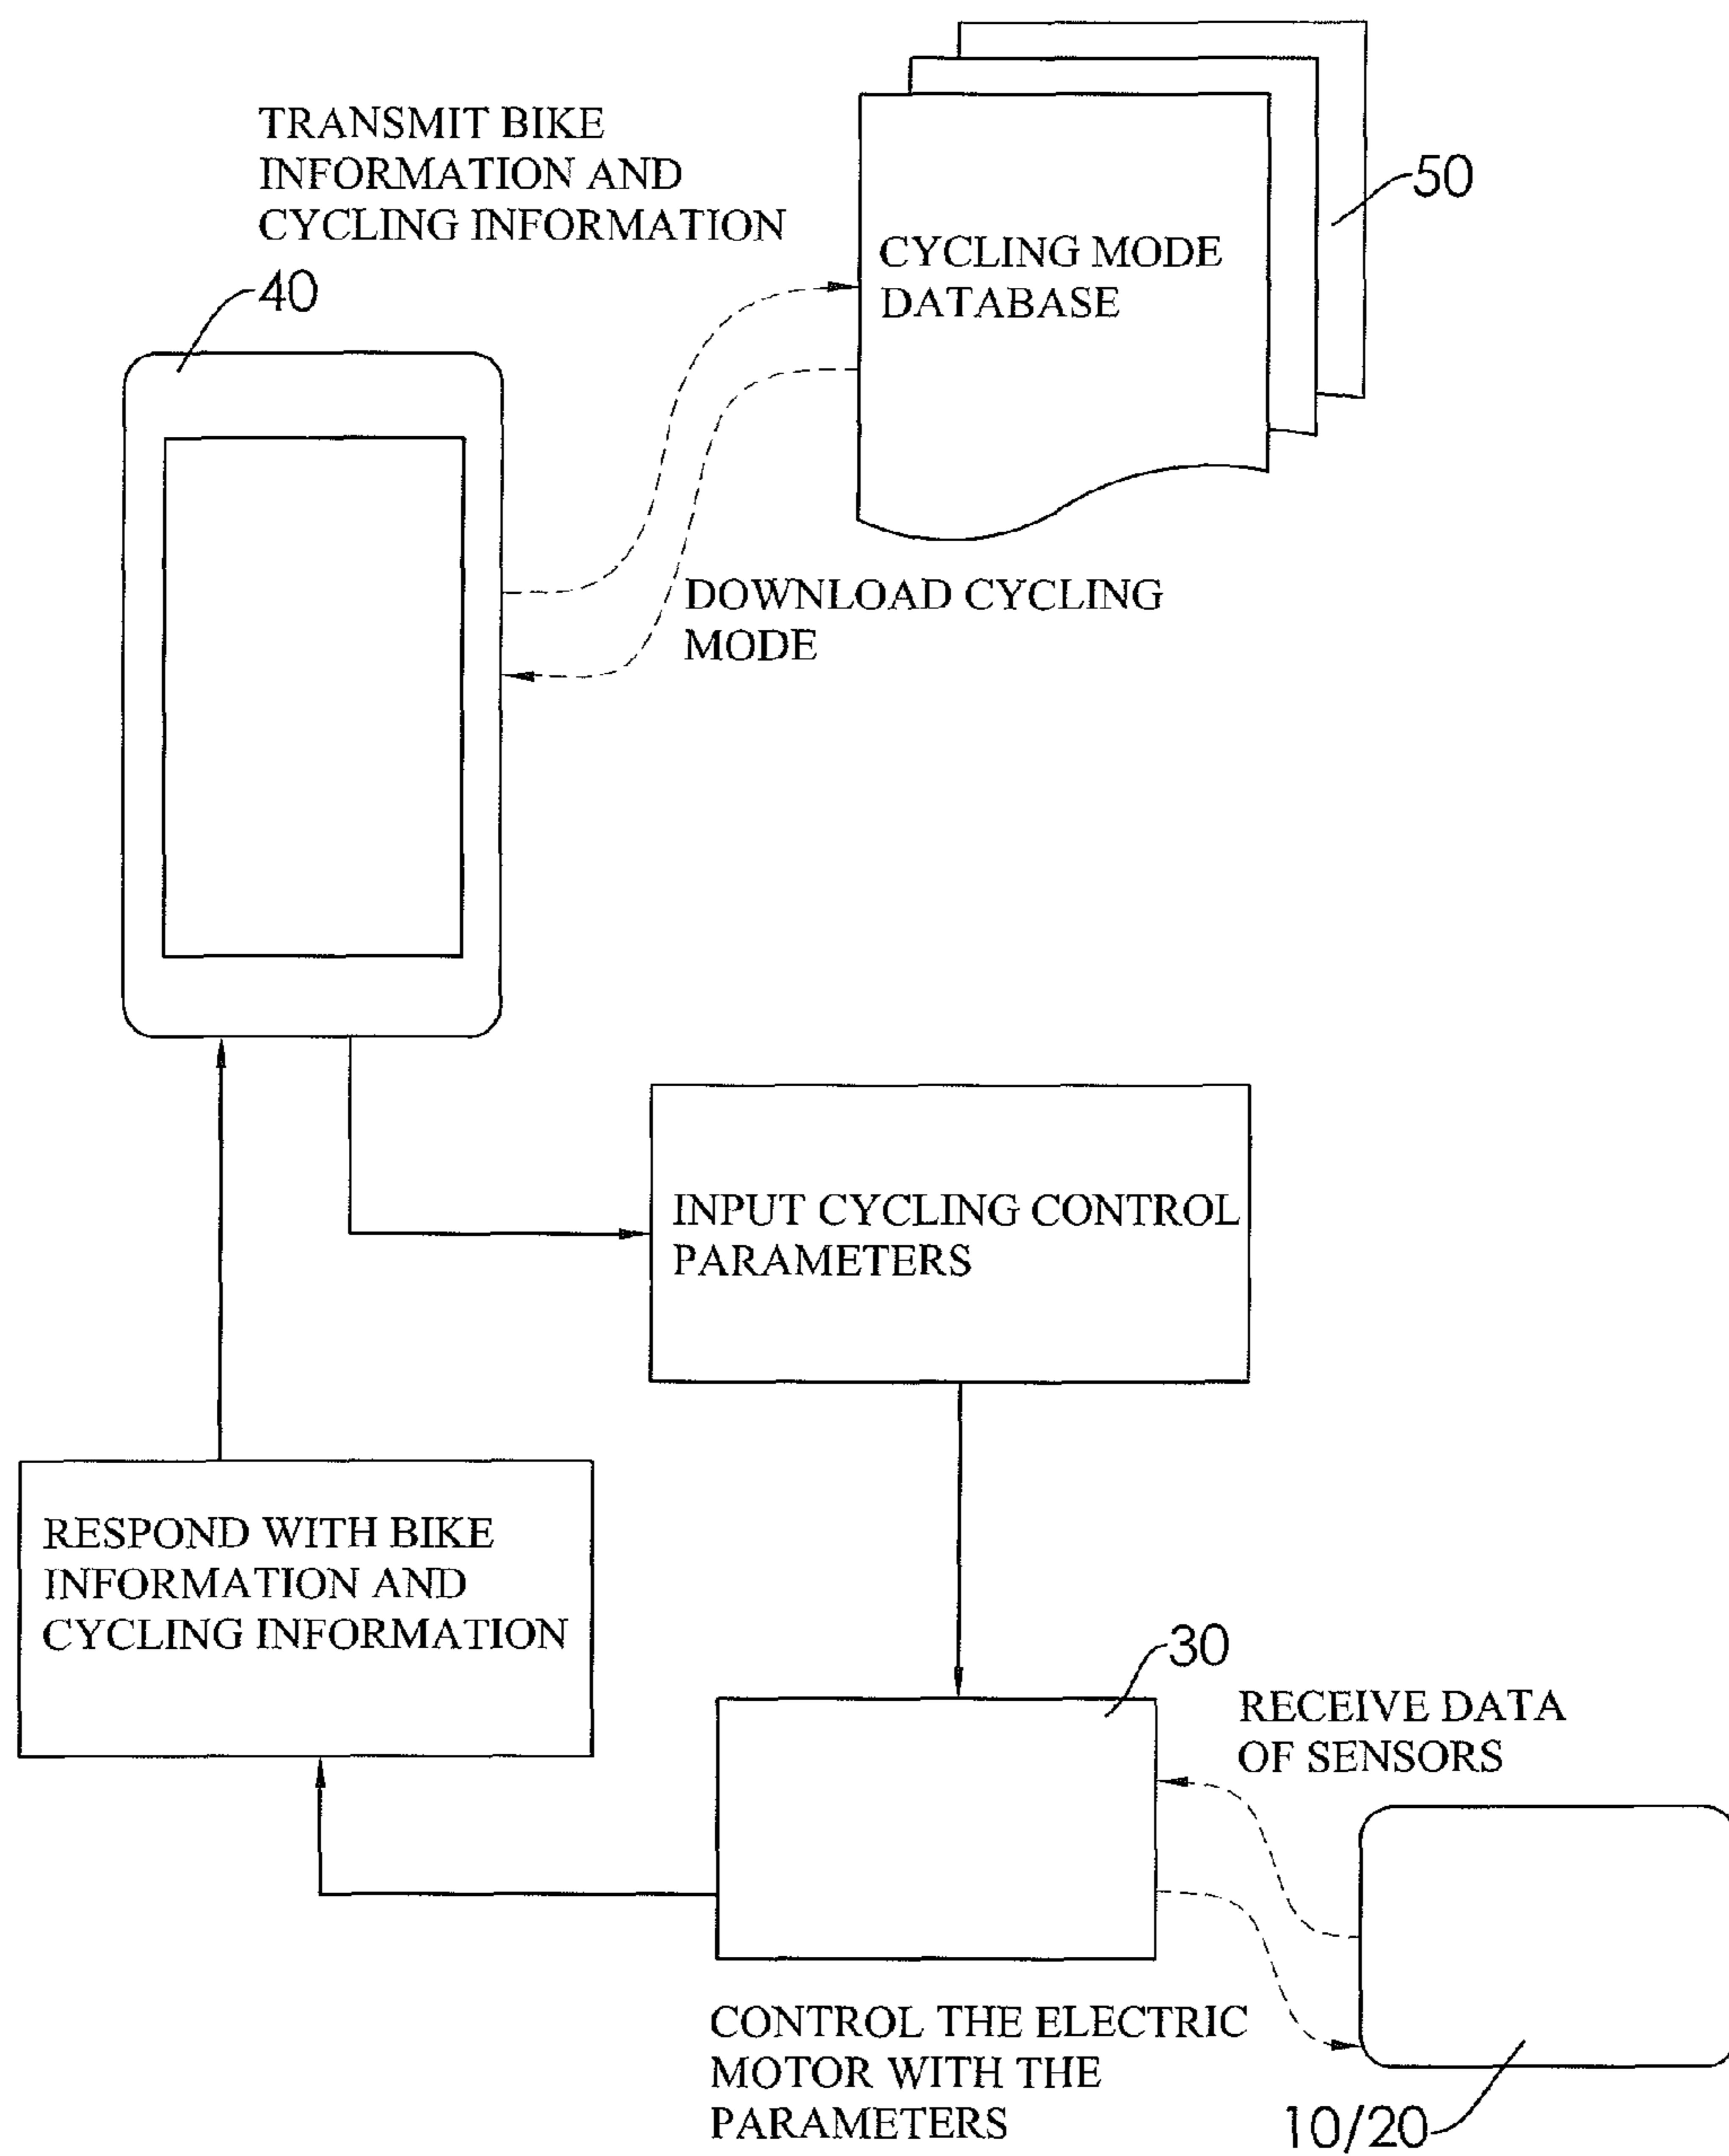 TRANSMIT BIKE
INFORMATION AND
CYCLING INFORMATION
40
50
CYCLING MODE
DATABASE
DOWNLOAD CYCLING
MODE
INPUT CYCLING CONTROL
PARAMETERS
RESPOND WITH BIKE
INFORMATION AND
CYCLING INFORMATION
30
RECEIVE DATA
OF SENSORS
CONTROL THE ELECTRIC
MOTOR WITH THE
PARAMETERS
10/20